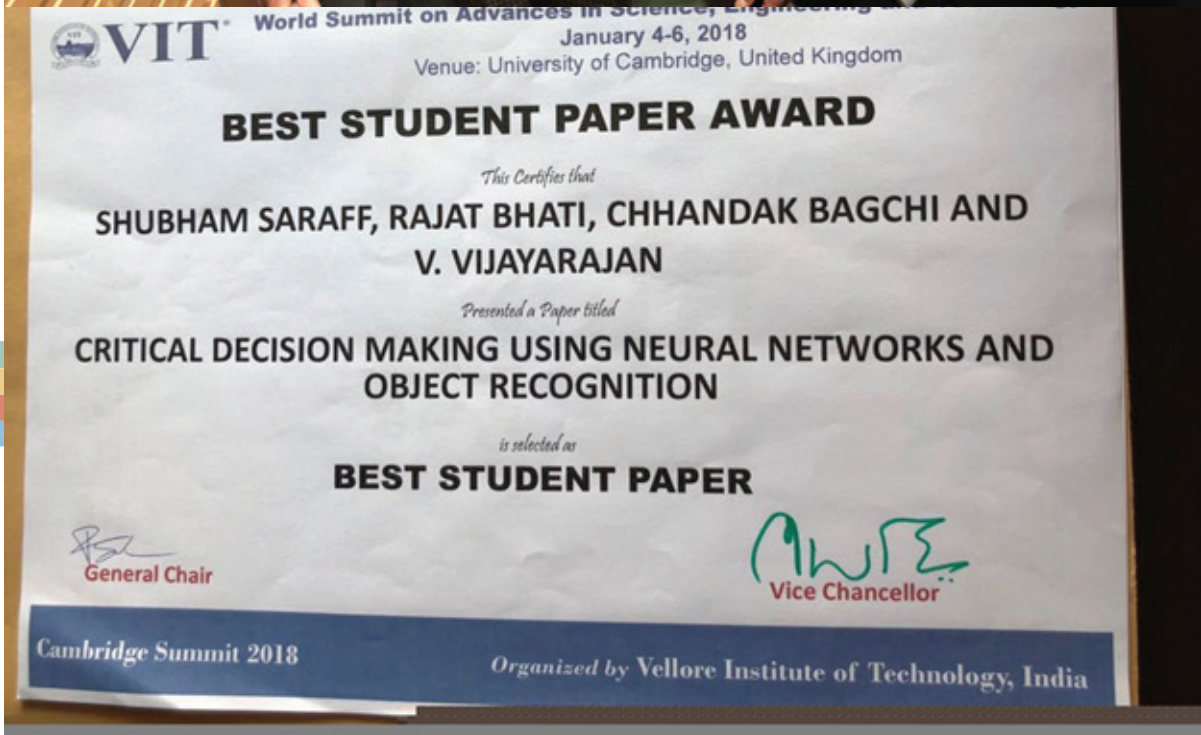 VIT
World Summit on Advances in Science, Engineering and
January 4-6, 2018
Venue: University of Cambridge, United Kingdom
BEST STUDENT PAPER AWARD
This Certifies that
SHUBHAM SARAFF, RAJAT BHATI, CHHANDAK BAGCHI AND
V. VIJAYARAJAN
Presented a Paper titled
CRITICAL DECISION MAKING USING NEURAL NETWORKS AND
OBJECT RECOGNITION
is selected as
BEST STUDENT PAPER
General Chair
Vice Chancellor
Cambridge Summit 2018
Organized by Vellore Institute of Technology, India